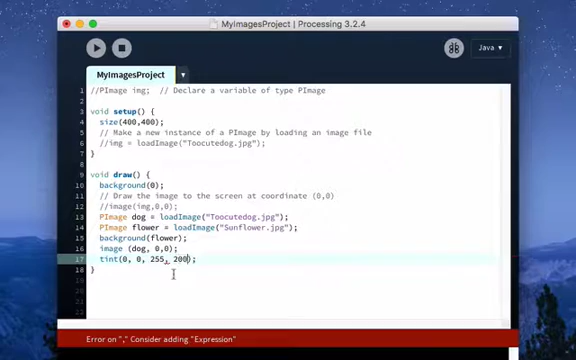 MyImagesProject | Processing 3.2.4
Java ▾
MyImagesProject
1 //PImage img;  // Declare a variable of type PImage
2
3 void setup() {
4 size(400,400);
5 // Make a new instance of a PImage by loading an image file
6 //img = loadImage("Toocutedog.jpg");
7 }
8
9 void draw() {
10 background(0);
11 // Draw the image to the screen at coordinate (0,0)
12 //image(img,0,0);
13 PImage dog = loadImage("Toocutedog.jpg");
14 PImage flower = loadImage("Sunflower.jpg");
15 background(flower);
16 image (dog, 0,0);
17 tint(0, 0, 255, 200);
18 }
Error on "," Consider adding "Expression"